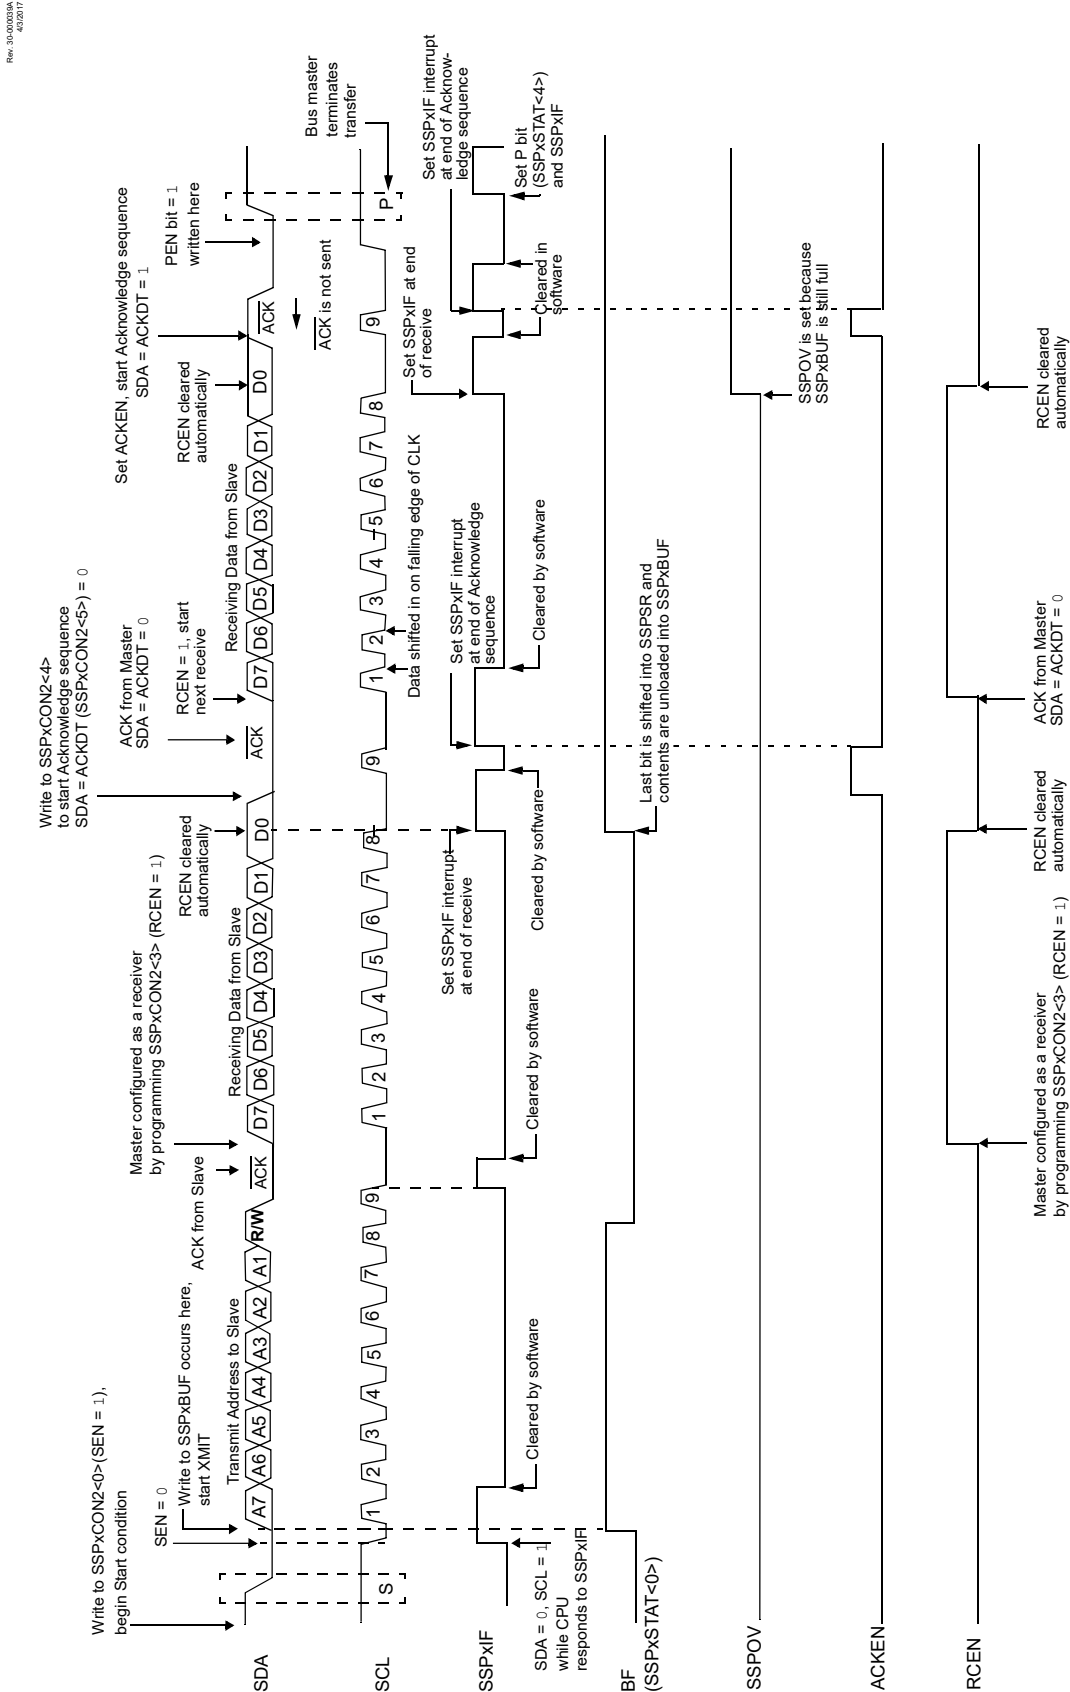 Rev. 30-000039A
4/3/2017
Write to SSPxCON2<0>(SEN = 1),
begin Start condition
SEN = 0
Write to SSPxBUF occurs here,
start XMIT
Transmit Address to Slave
ACK from Slave
Master configured as a receiver
by programming SSPxCON2<3> (RCEN = 1)
Receiving Data from Slave
RCEN cleared
automatically
Write to SSPxCON2<4>
to start Acknowledge sequence
SDA = ACKDT (SSPxCON2<5>) = 0
ACK from Master
SDA = ACKDT = 0
RCEN = 1, start
next receive
Receiving Data from Slave
RCEN cleared
automatically
Set ACKEN, start Acknowledge sequence
SDA = ACKDT = 1
PEN bit = 1
written here
SDA
A7 A6 A5 A4 A3 A2 A1 R/W ACK D7 D6 D5 D4 D3 D2 D1 D0 ACK D7 D6 D5 D4 D3 D2 D1 D0 ACK
ACK is not sent
Bus master
terminates
transfer
SCL
S 1 2 3 4 5 6 7 8 9 1 2 3 4 5 6 7 8 9 1 2 3 4 5 6 7 8 9 P
Data shifted in on falling edge of CLK
Set SSPxIF at end
of receive
Set SSPxIF interrupt
at end of Acknow-
ledge sequence
Set SSPxIF interrupt
at end of receive
Set SSPxIF interrupt
at end of Acknowledge
sequence
SSPxIF
SDA = 0, SCL = 1
while CPU
responds to SSPxIF
Cleared by software
Cleared by software
Cleared by software
Cleared by software
Cleared in
software
Set P bit
(SSPxSTAT<4>)
and SSPxIF
BF
(SSPxSTAT<0>)
Last bit is shifted into SSPSR and
contents are unloaded into SSPxBUF
SSPOV
SSPOV is set because
SSPxBUF is still full
ACKEN
RCEN
Master configured as a receiver
by programming SSPxCON2<3> (RCEN = 1)
RCEN cleared
automatically
ACK from Master
SDA = ACKDT = 0
RCEN cleared
automatically